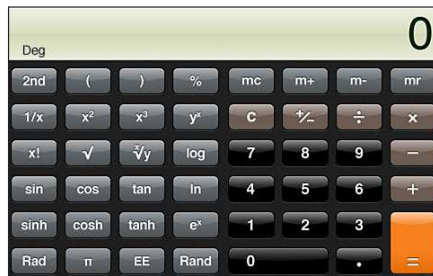 0
Deg
2nd ( ) % mc m+ m- mr
1/x x² x³ yˣ C +/− ÷ ×
x! √ ˣ√y log 7 8 9 −
sin cos tan ln 4 5 6 +
sinh cosh tanh eˣ 1 2 3
Rad π EE Rand 0 . =